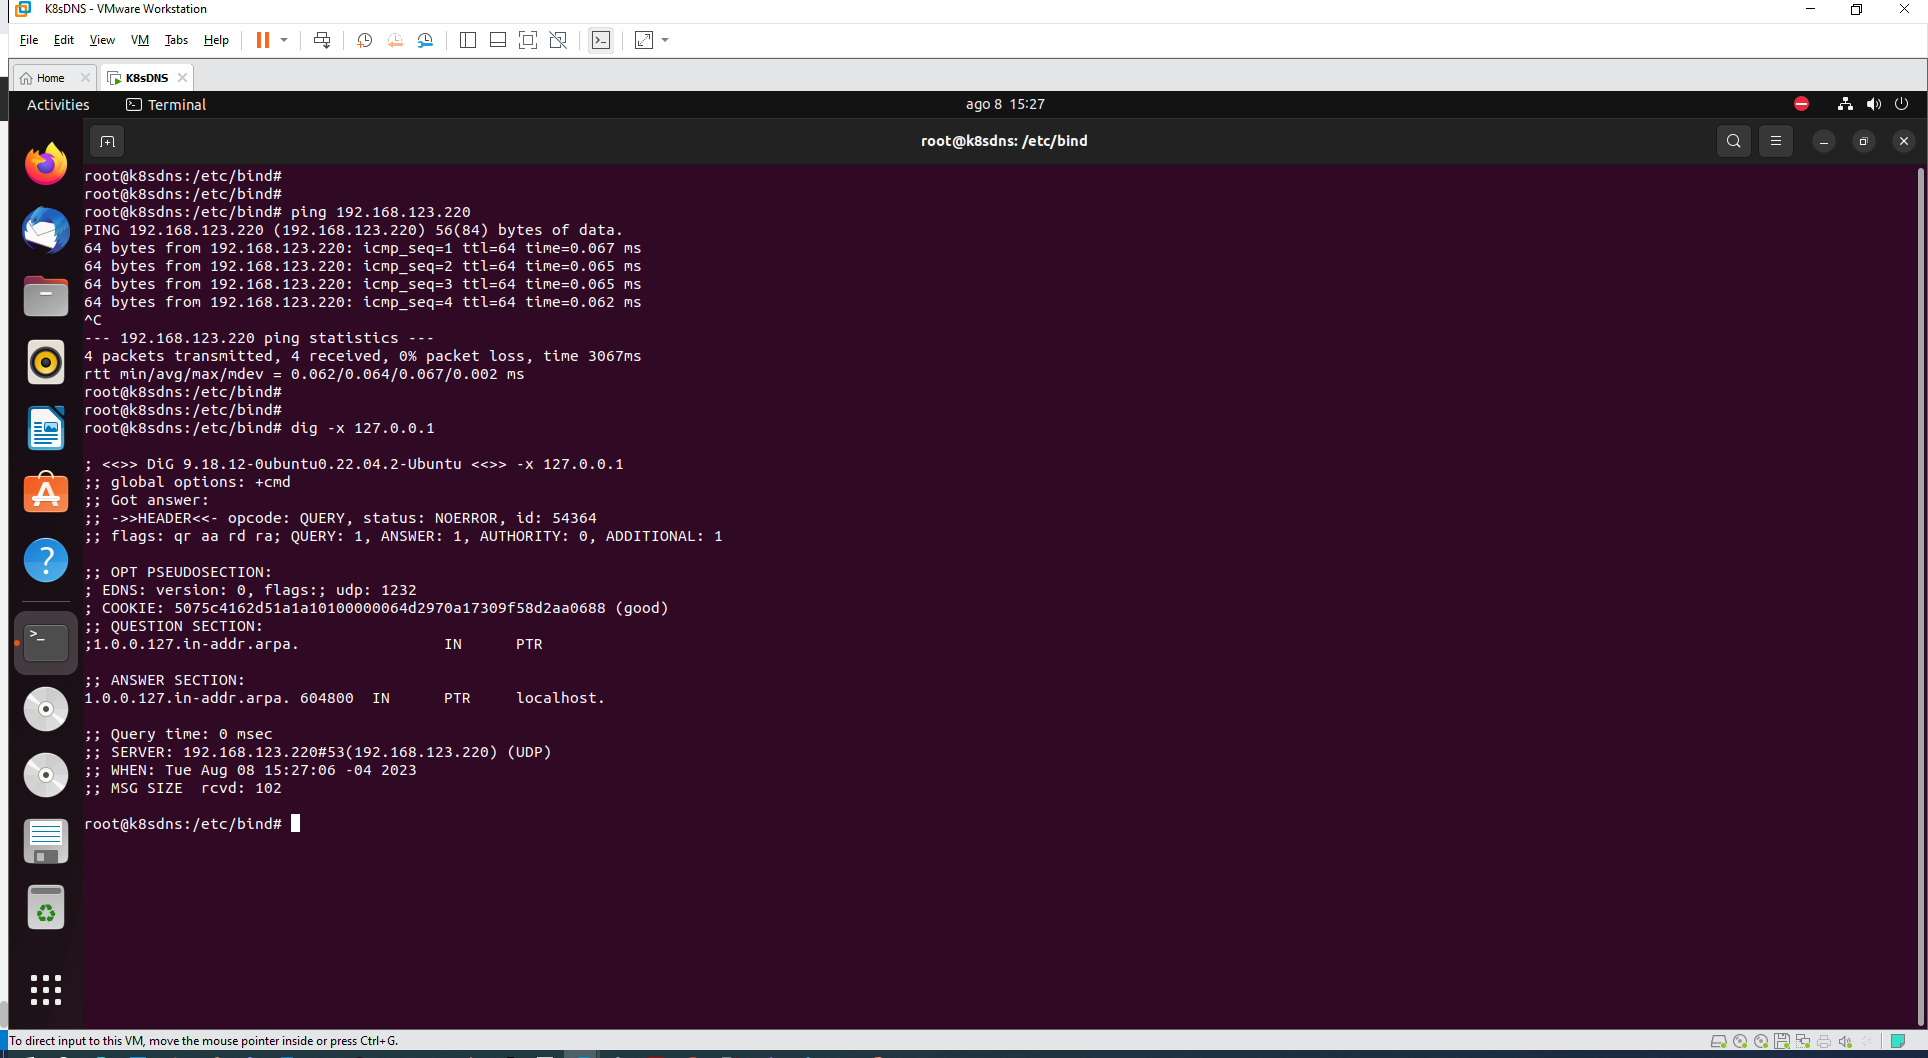 K8sDNS - VMware Workstation
File Edit View VM Tabs Help
Home K8sDNS
Activities Terminal ago 8 15:27
root@k8sdns: /etc/bind
root@k8sdns:/etc/bind#
root@k8sdns:/etc/bind#
root@k8sdns:/etc/bind# ping 192.168.123.220
PING 192.168.123.220 (192.168.123.220) 56(84) bytes of data.
64 bytes from 192.168.123.220: icmp_seq=1 ttl=64 time=0.067 ms
64 bytes from 192.168.123.220: icmp_seq=2 ttl=64 time=0.065 ms
64 bytes from 192.168.123.220: icmp_seq=3 ttl=64 time=0.065 ms
64 bytes from 192.168.123.220: icmp_seq=4 ttl=64 time=0.062 ms
^C
--- 192.168.123.220 ping statistics ---
4 packets transmitted, 4 received, 0% packet loss, time 3067ms
rtt min/avg/max/mdev = 0.062/0.064/0.067/0.002 ms
root@k8sdns:/etc/bind#
root@k8sdns:/etc/bind#
root@k8sdns:/etc/bind# dig -x 127.0.0.1
; <<>> DiG 9.18.12-0ubuntu0.22.04.2-Ubuntu <<>> -x 127.0.0.1
;; global options: +cmd
;; Got answer:
;; ->>HEADER<<- opcode: QUERY, status: NOERROR, id: 54364
;; flags: qr aa rd ra; QUERY: 1, ANSWER: 1, AUTHORITY: 0, ADDITIONAL: 1
;; OPT PSEUDOSECTION:
; EDNS: version: 0, flags:; udp: 1232
; COOKIE: 5075c4162d51a1a10100000064d2970a17309f58d2aa0688 (good)
;; QUESTION SECTION:
;1.0.0.127.in-addr.arpa. IN PTR
;; ANSWER SECTION:
1.0.0.127.in-addr.arpa. 604800 IN PTR localhost.
;; Query time: 0 msec
;; SERVER: 192.168.123.220#53(192.168.123.220) (UDP)
;; WHEN: Tue Aug 08 15:27:06 -04 2023
;; MSG SIZE rcvd: 102
root@k8sdns:/etc/bind#
To direct input to this VM, move the mouse pointer inside or press Ctrl+G.